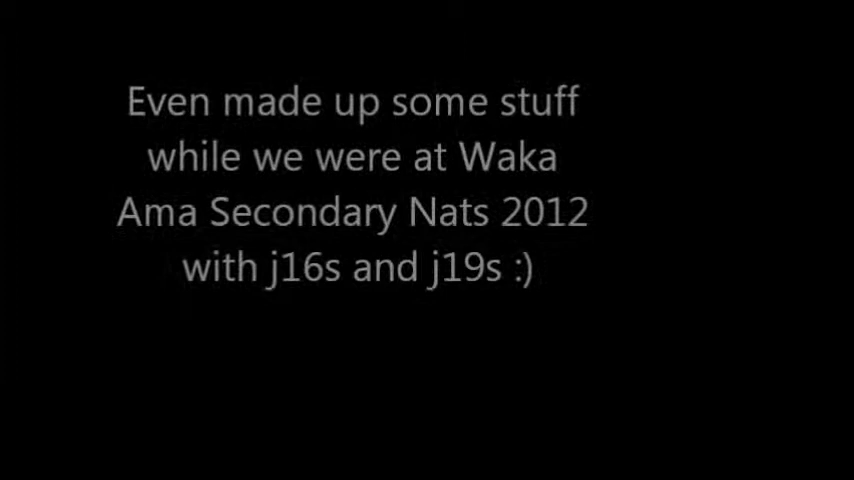 Even made up some stuff
while we were at Waka
Ama Secondary Nats 2012
with j16s and j19s :)